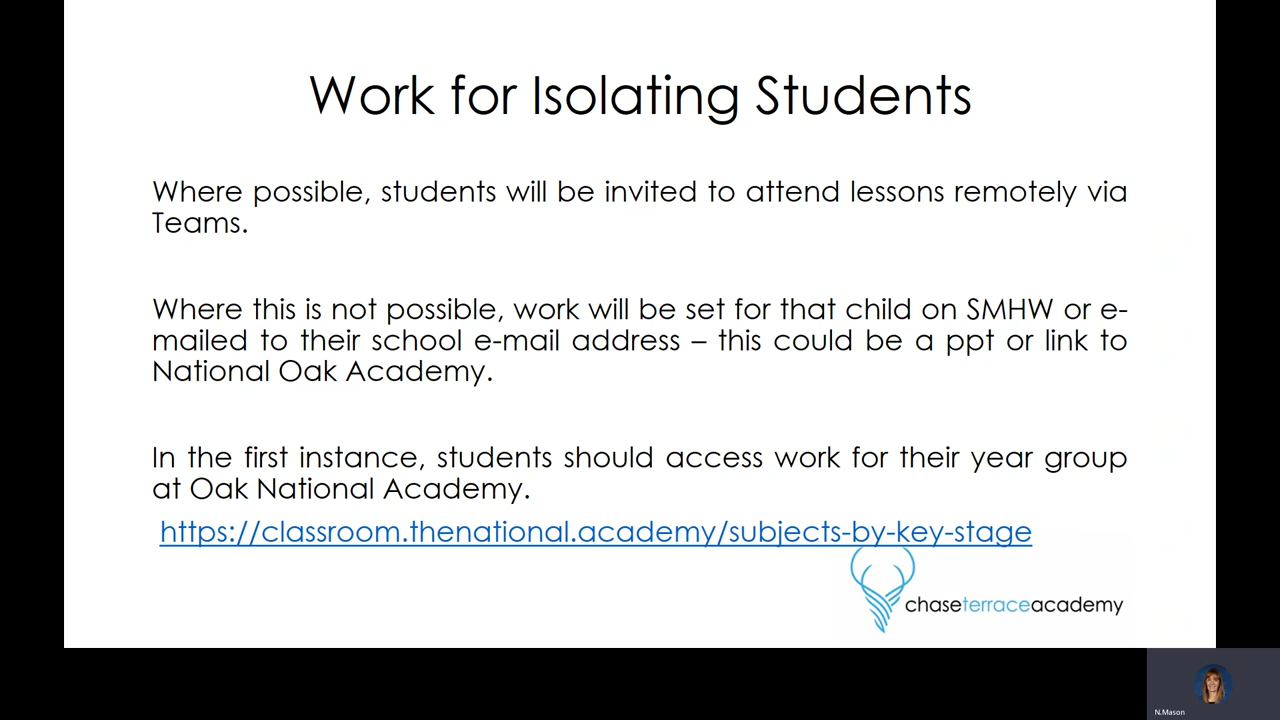 Work for Isolating Students
Where possible, students will be invited to attend lessons remotely via
Teams.
Where this is not possible, work will be set for that child on SMHW or e-
mailed to their school e-mail address – this could be a ppt or link to
National Oak Academy.
In the first instance, students should access work for their year group
at Oak National Academy.
https://classroom.thenational.academy/subjects-by-key-stage
chaseterraceacademy
N.Mason